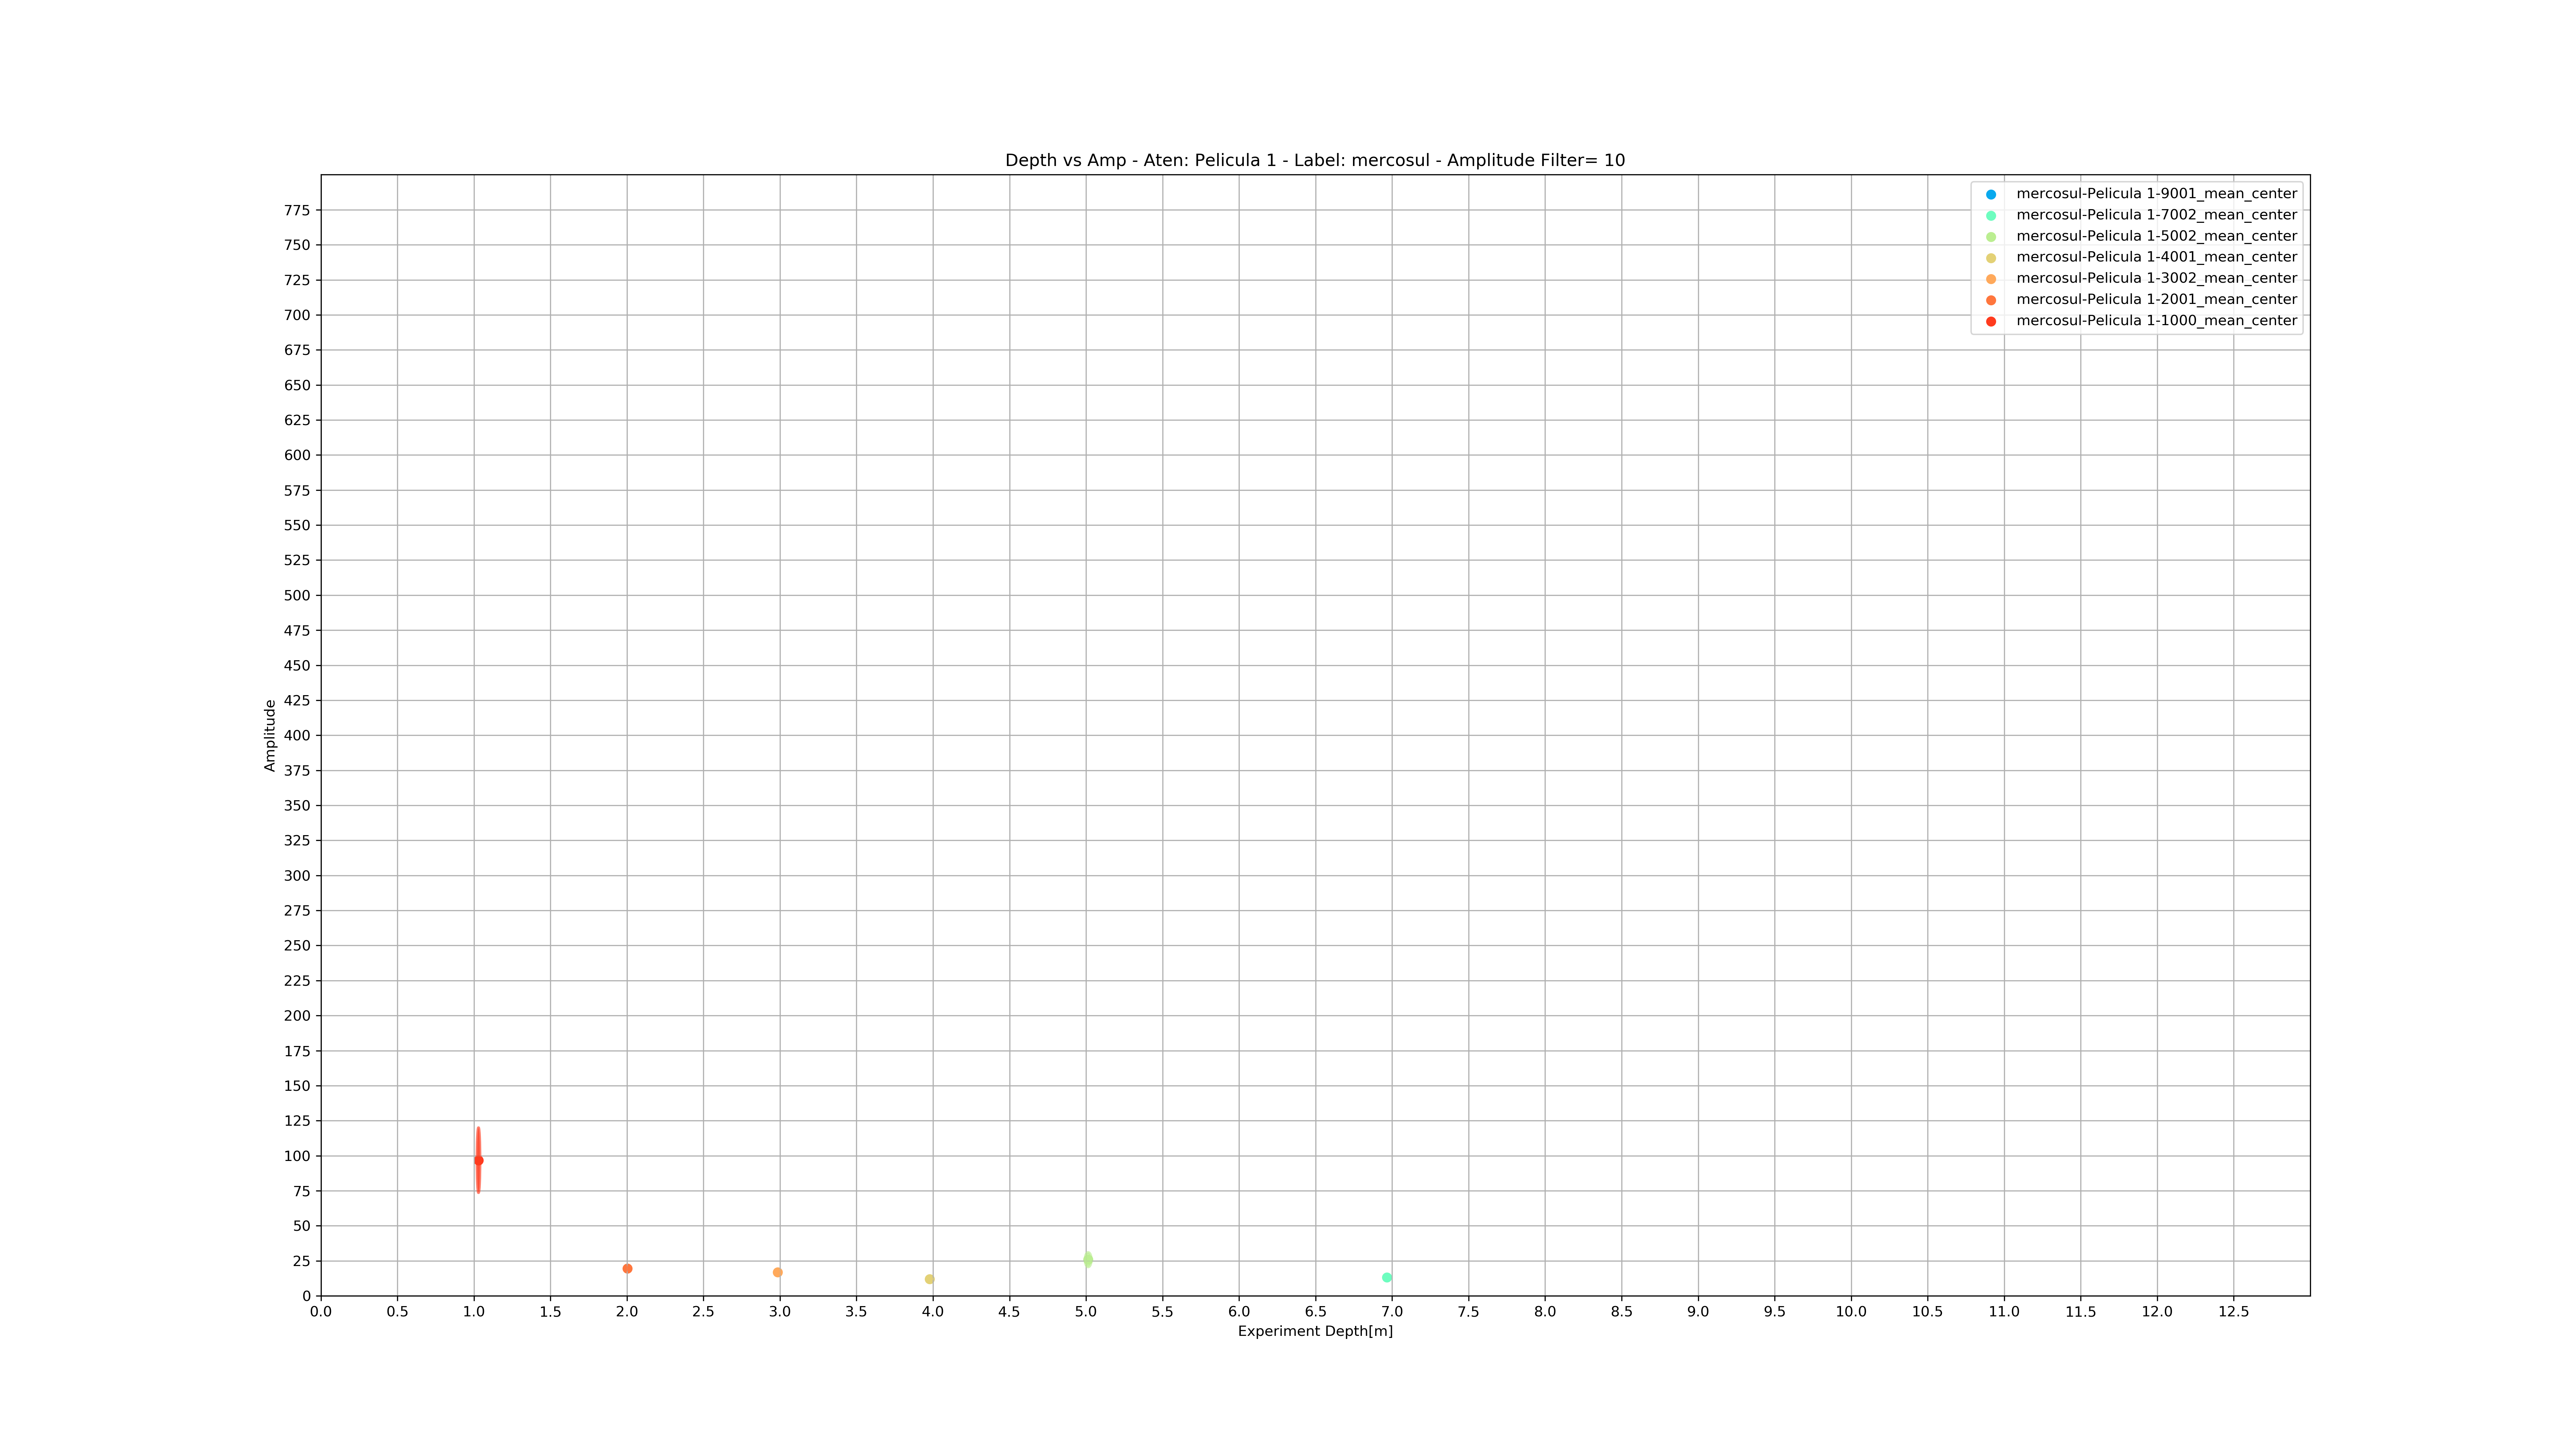 Depth vs Amp - Aten: Pelicula 1 - Label: mercosul - Amplitude Filter= 10
mercosul-Pelicula 1-9001_mean_center
mercosul-Pelicula 1-7002_mean_center
mercosul-Pelicula 1-5002_mean_center
mercosul-Pelicula 1-4001_mean_center
mercosul-Pelicula 1-3002_mean_center
mercosul-Pelicula 1-2001_mean_center
mercosul-Pelicula 1-1000_mean_center
775
750
725
700
675
650
625
600
575
550
525
500
475
450
425
400
375
350
325
300
275
250
225
200
175
150
125
100
75
50
25
0
Amplitude
0.0 0.5 1.0 1.5 2.0 2.5 3.0 3.5 4.0 4.5 5.0 5.5 6.0 6.5 7.0 7.5 8.0 8.5 9.0 9.5 10.0 10.5 11.0 11.5 12.0 12.5
Experiment Depth[m]